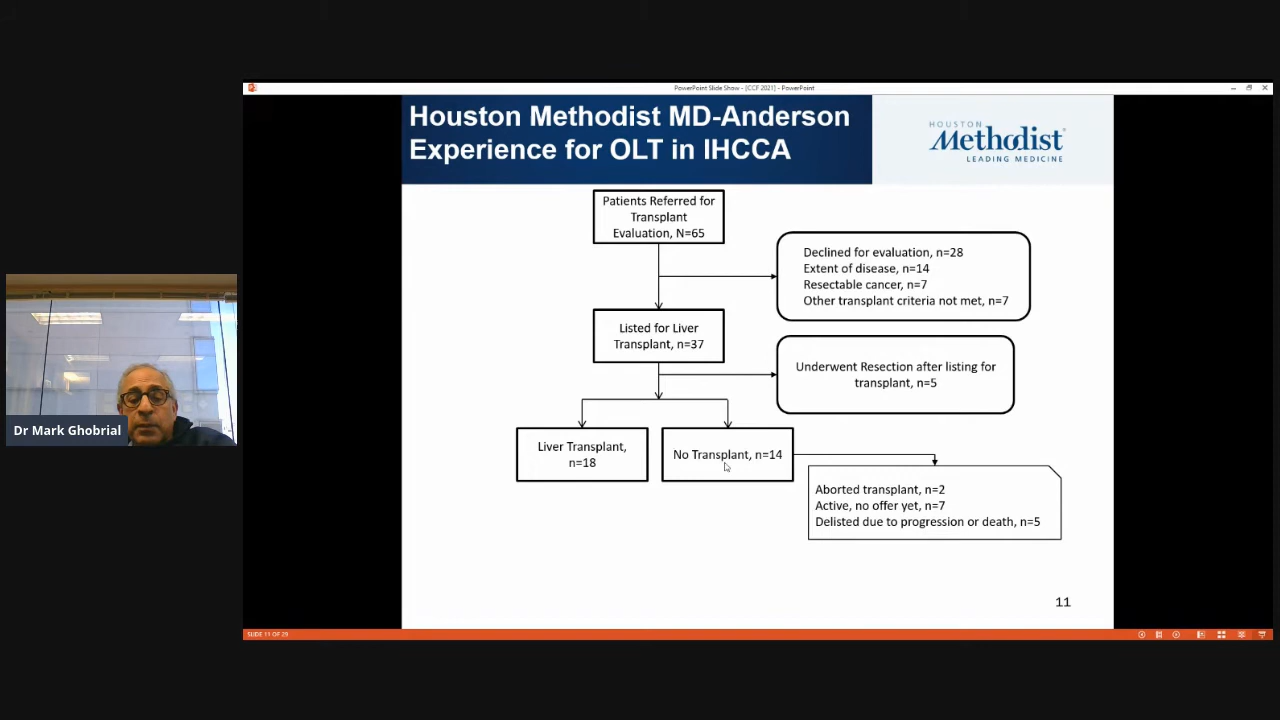 PowerPoint Slide Show - [CCF 2021] - PowerPoint
Houston Methodist MD-Anderson
Experience for OLT in IHCCA
HOUSTON
Methodist
LEADING MEDICINE
Patients Referred for
Transplant
Evaluation, N=65
Declined for evaluation, n=28
Extent of disease, n=14
Resectable cancer, n=7
Other transplant criteria not met, n=7
Listed for Liver
Transplant, n=37
Underwent Resection after listing for
transplant, n=5
Liver Transplant,
n=18
No Transplant, n=14
Aborted transplant, n=2
Active, no offer yet, n=7
Delisted due to progression or death, n=5
Dr Mark Ghobrial
11
SLIDE 11 OF 29